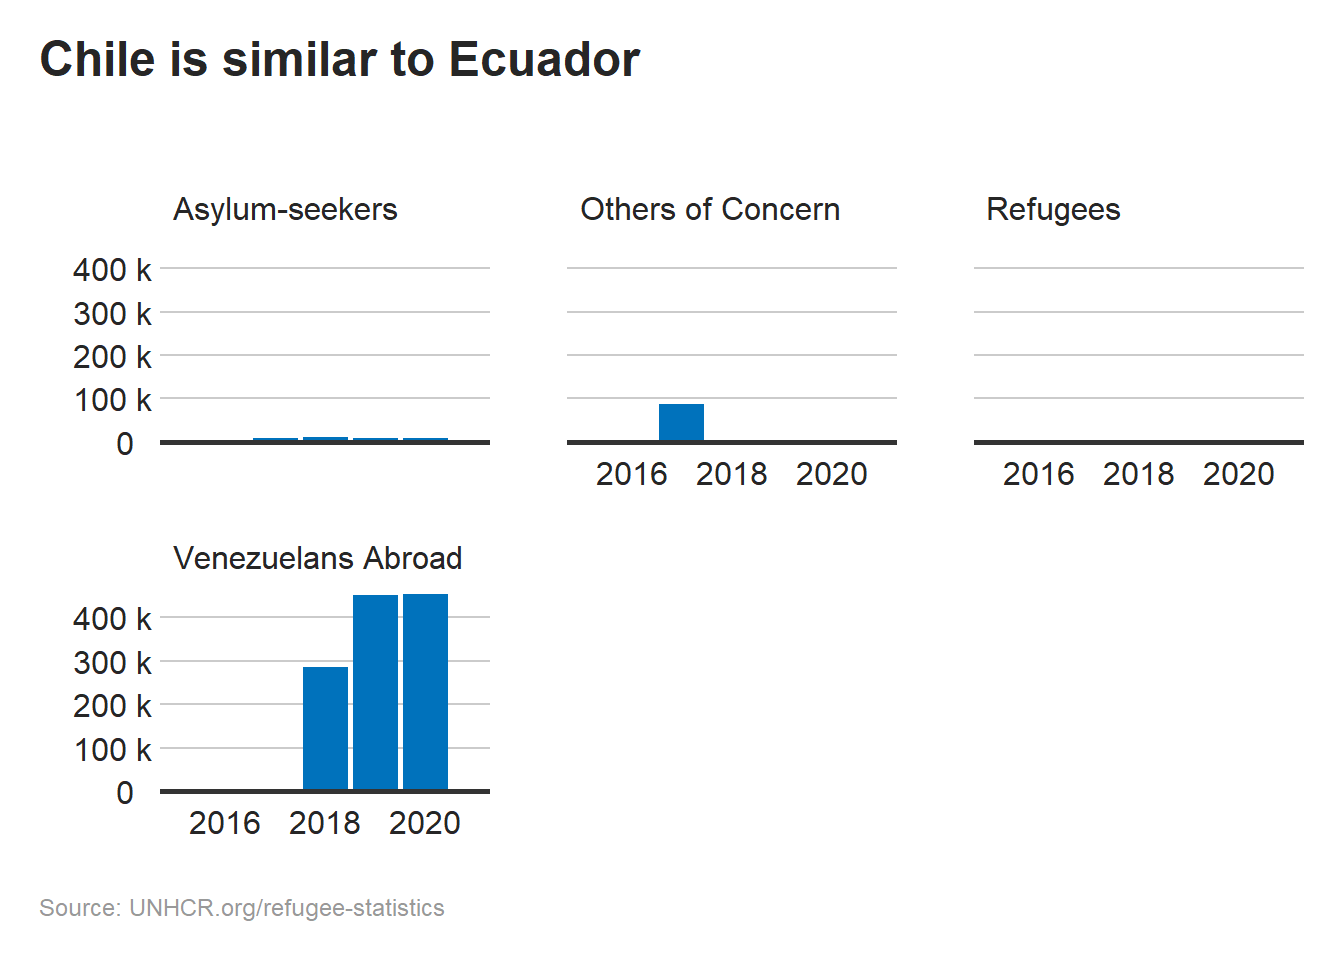 Chile is similar to Ecuador
Asylum-seekers
Others of Concern
Refugees
400 k
300 k
200 k
100 k
0
2016 2018 2020
2016 2018 2020
Venezuelans Abroad
400 k
300 k
200 k
100 k
0
2016 2018 2020
Source: UNHCR.org/refugee-statistics